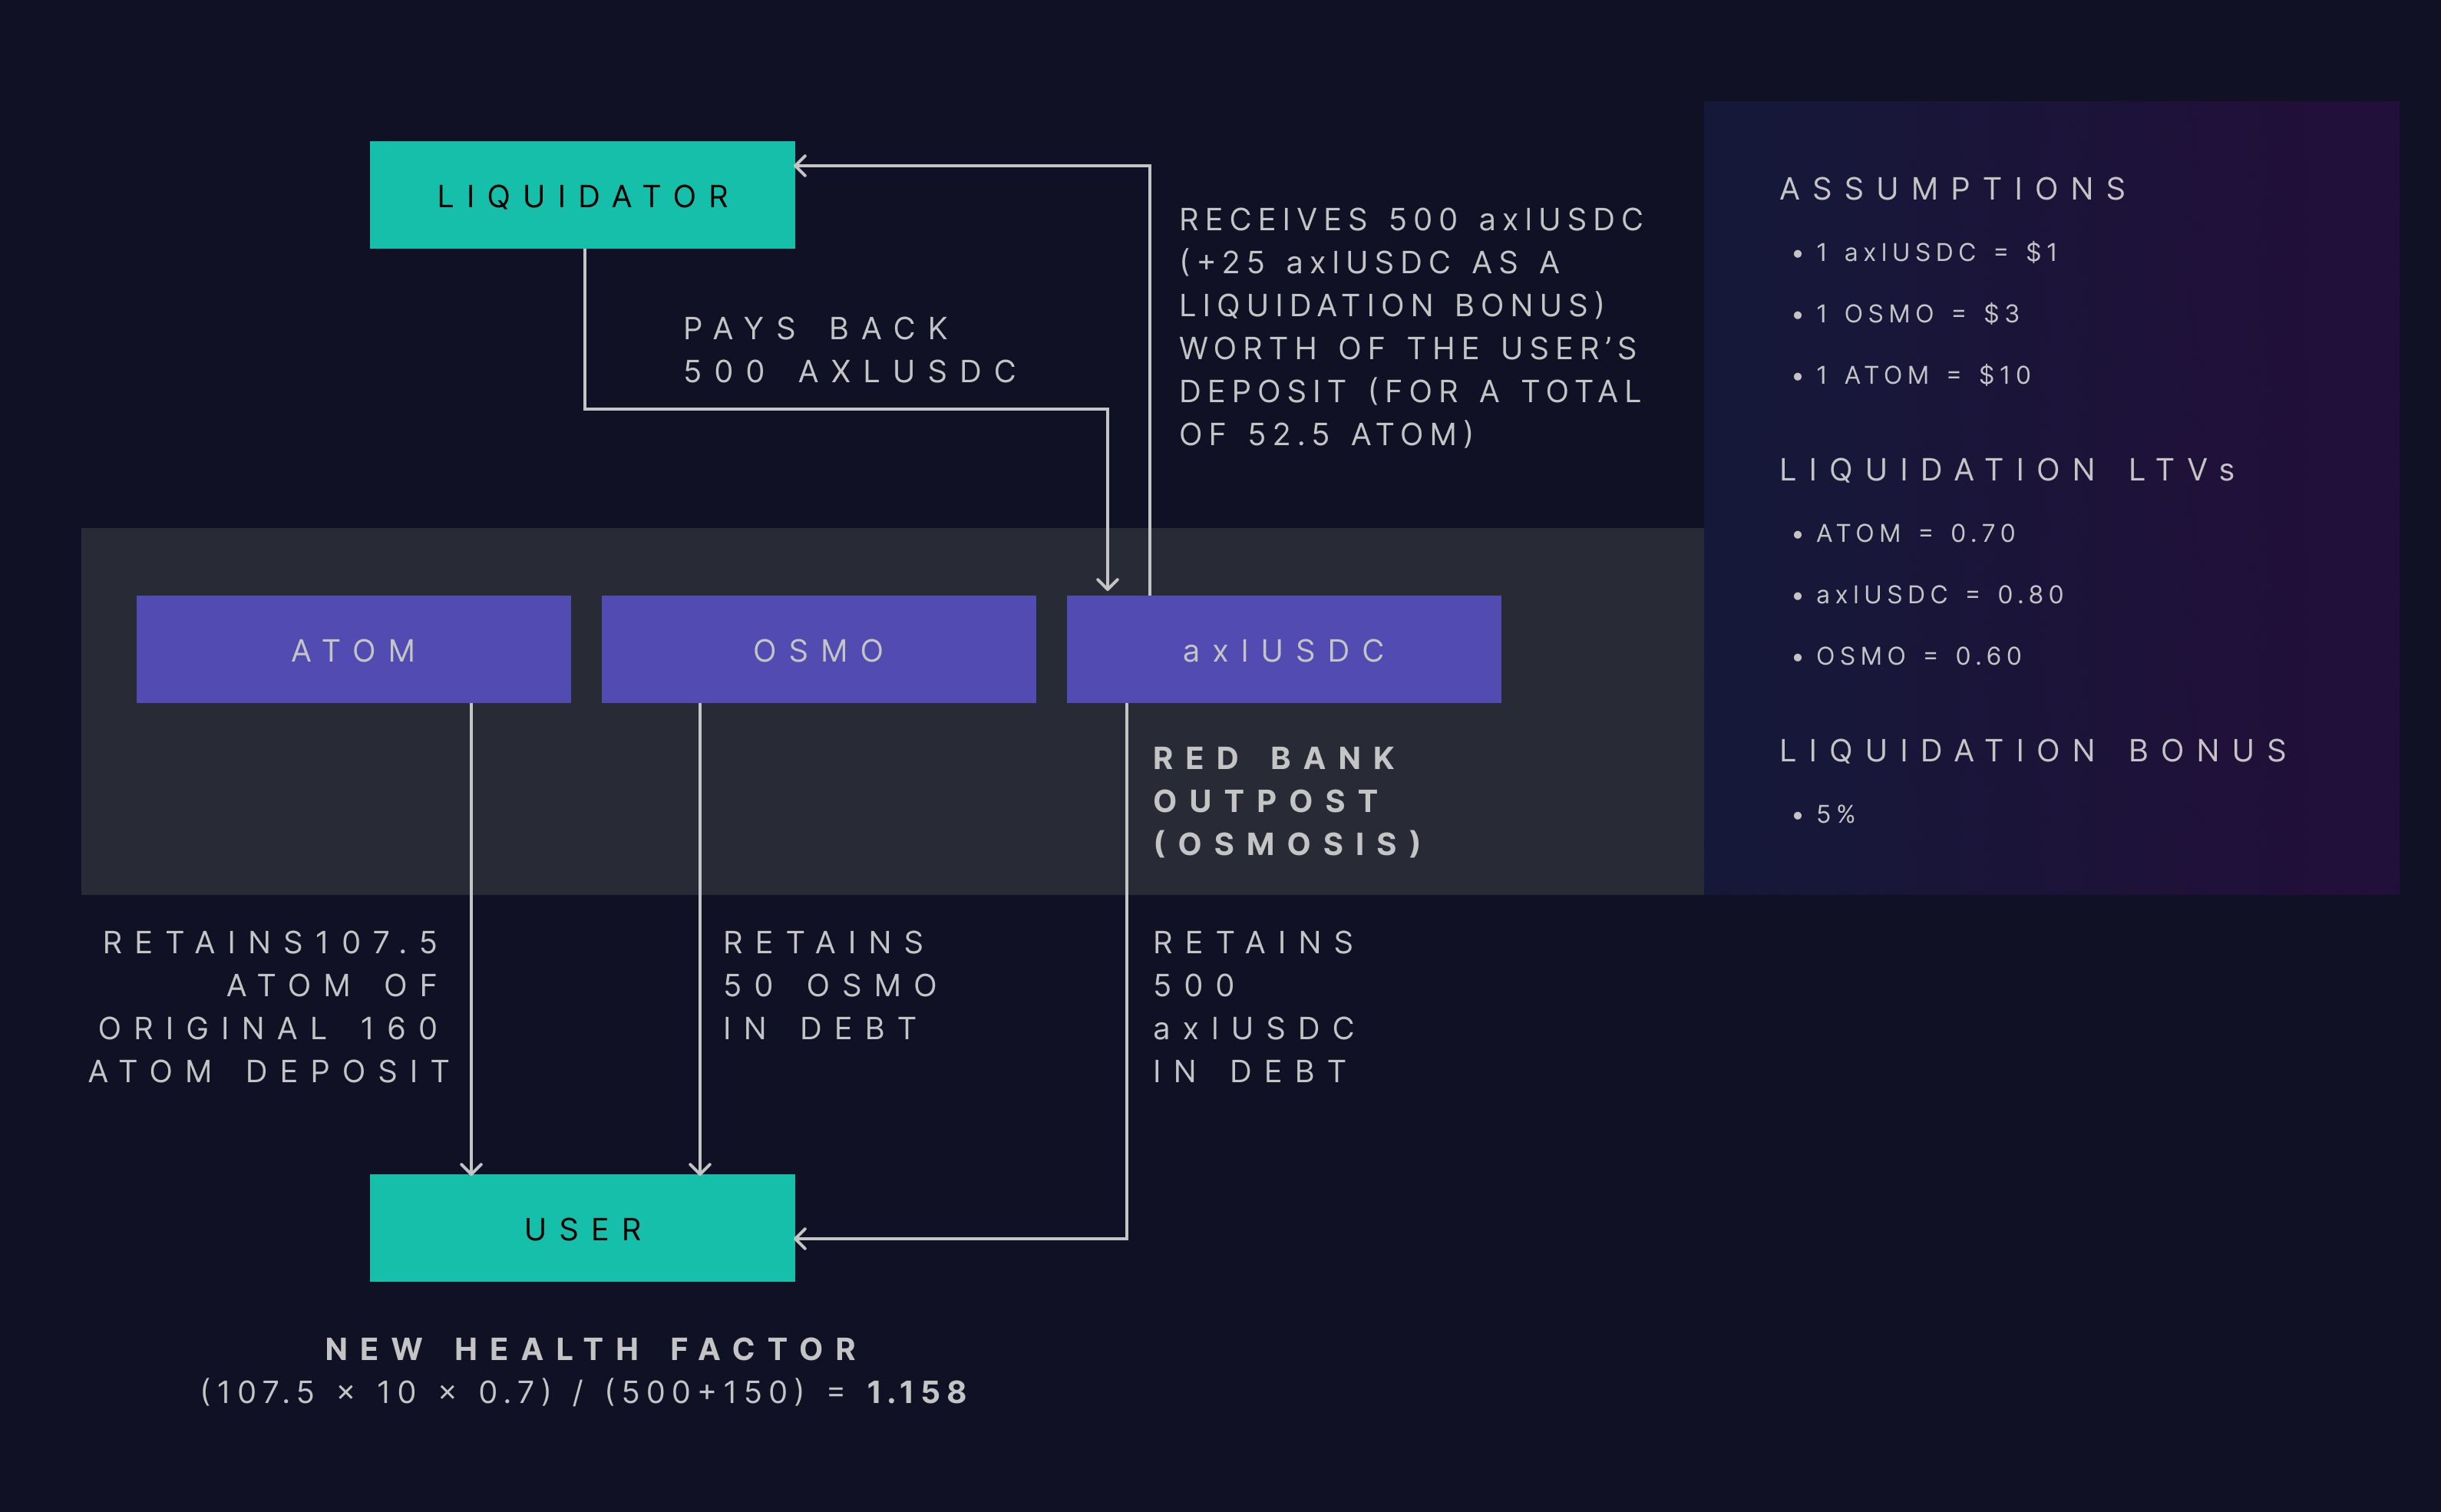 LIQUIDATOR
PAYS BACK
500 AXLUSDC
RECEIVES 500 axlUSDC
(+25 axlUSDC AS A
LIQUIDATION BONUS)
WORTH OF THE USER’S
DEPOSIT (FOR A TOTAL
OF 52.5 ATOM)
ASSUMPTIONS
• 1 axlUSDC = $1
• 1 OSMO = $3
• 1 ATOM = $10
LIQUIDATION LTVs
• ATOM = 0.70
• axlUSDC = 0.80
• OSMO = 0.60
LIQUIDATION BONUS
• 5%
ATOM
OSMO
axlUSDC
RED BANK
OUTPOST
(OSMOSIS)
RETAINS107.5
ATOM OF
ORIGINAL 160
ATOM DEPOSIT
RETAINS
50 OSMO
IN DEBT
RETAINS
500
axlUSDC
IN DEBT
USER
NEW HEALTH FACTOR
(107.5 × 10 × 0.7) / (500+150) = 1.158